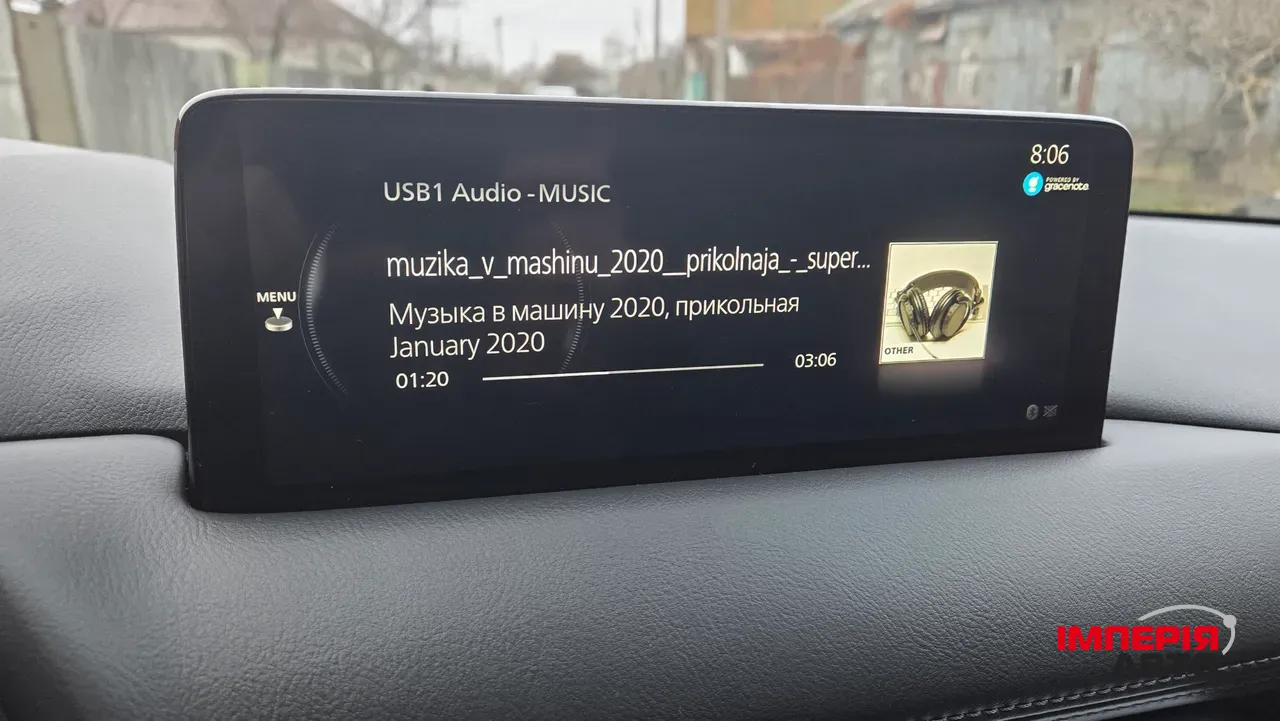 8:06
POWERED BY
gracenote.
USB1 Audio - MUSIC
muzika_v_mashinu_2020__prikolnaja_-_super...
MENU
Музыка в машину 2020, прикольная
January 2020
OTHER
01:20
03:06
ІМПЕРІЯ
АВТО